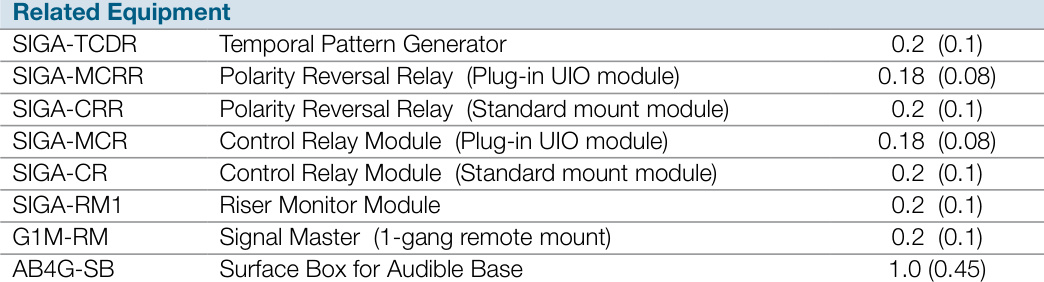 Related Equipment
SIGA-TCDR Temporal Pattern Generator 0.2 (0.1)
SIGA-MCRR Polarity Reversal Relay (Plug-in UIO module) 0.18 (0.08)
SIGA-CRR Polarity Reversal Relay (Standard mount module) 0.2 (0.1)
SIGA-MCR Control Relay Module (Plug-in UIO module) 0.18 (0.08)
SIGA-CR Control Relay Module (Standard mount module) 0.2 (0.1)
SIGA-RM1 Riser Monitor Module 0.2 (0.1)
G1M-RM Signal Master (1-gang remote mount) 0.2 (0.1)
AB4G-SB Surface Box for Audible Base 1.0 (0.45)